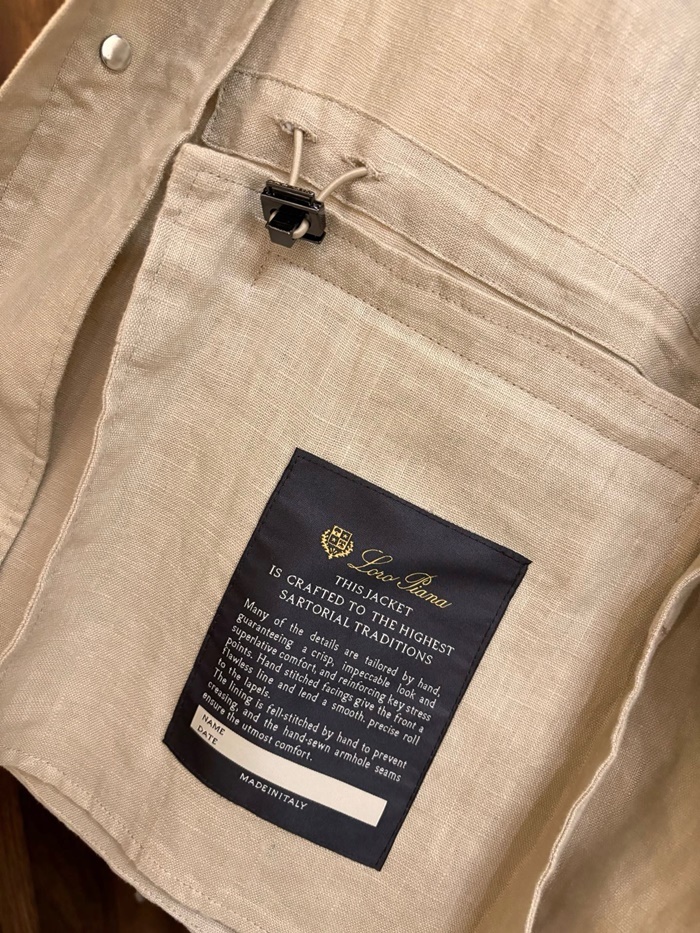 Loro Piana
THIS JACKET
IS CRAFTED TO THE HIGHEST
SARTORIAL TRADITIONS
Many of the details are tailored by hand,
guaranteeing a crisp, impeccable look and
superlative comfort, and reinforcing key stress
points. Hand stitched facings give the front a
flawless line and lend a smooth, precise roll
to the lapels.
The lining is fell-stitched by hand to prevent
creasing, and the hand-sewn armhole seams
ensure the utmost comfort.
NAME
DATE
MADE IN ITALY